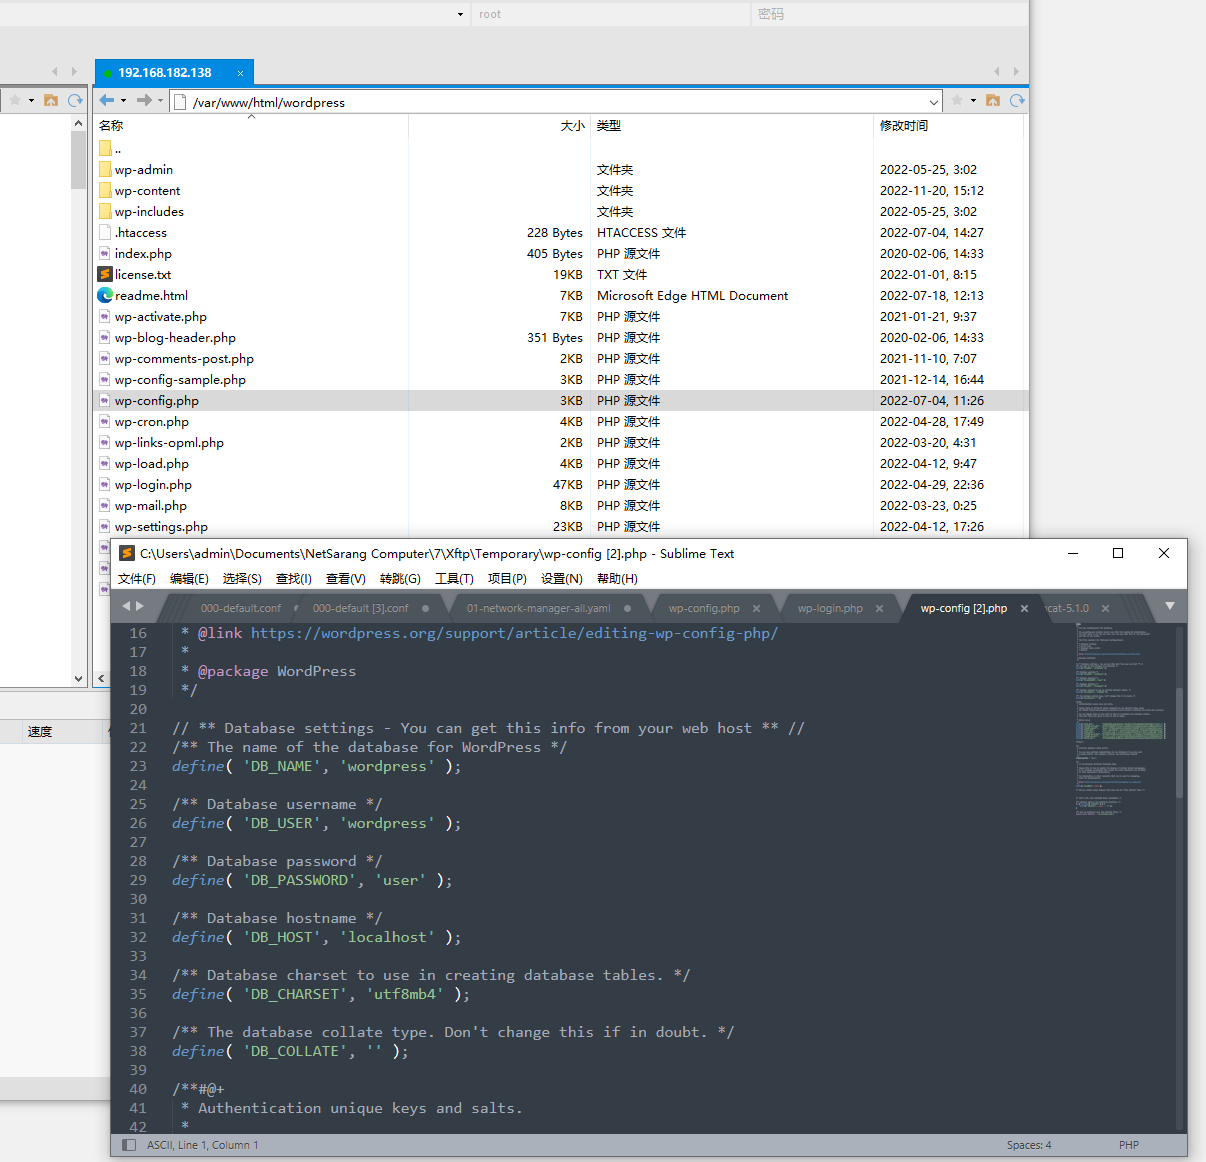 root 密码
192.168.182.138 ×
/var/www/html/wordpress
名称 大小 类型 修改时间
..
wp-admin 文件夹 2022-05-25, 3:02
wp-content 文件夹 2022-11-20, 15:12
wp-includes 文件夹 2022-05-25, 3:02
.htaccess 228 Bytes HTACCESS 文件 2022-07-04, 14:27
index.php 405 Bytes PHP 源文件 2020-02-06, 14:33
license.txt 19KB TXT 文件 2022-01-01, 8:15
readme.html 7KB Microsoft Edge HTML Document 2022-07-18, 12:13
wp-activate.php 7KB PHP 源文件 2021-01-21, 9:37
wp-blog-header.php 351 Bytes PHP 源文件 2020-02-06, 14:33
wp-comments-post.php 2KB PHP 源文件 2021-11-10, 7:07
wp-config-sample.php 3KB PHP 源文件 2021-12-14, 16:44
wp-config.php 3KB PHP 源文件 2022-07-04, 11:26
wp-cron.php 4KB PHP 源文件 2022-04-28, 17:49
wp-links-opml.php 2KB PHP 源文件 2022-03-20, 4:31
wp-load.php 4KB PHP 源文件 2022-04-12, 9:47
wp-login.php 47KB PHP 源文件 2022-04-29, 22:36
wp-mail.php 8KB PHP 源文件 2022-03-23, 0:25
wp-settings.php 23KB PHP 源文件 2022-04-12, 17:26
速度
C:\Users\admin\Documents\NetSarang Computer\7\Xftp\Temporary\wp-config [2].php - Sublime Text
文件(F) 编辑(E) 选择(S) 查找(I) 查看(V) 转跳(G) 工具(T) 项目(P) 设置(N) 帮助(H)
000-default.conf 000-default [3].conf 01-network-manager-all.yaml wp-config.php wp-login.php wp-config [2].php cat-5.1.0
16 * @link https://wordpress.org/support/article/editing-wp-config-php/
17 *
18 * @package WordPress
19 */
20
21 // ** Database settings - You can get this info from your web host ** //
22 /** The name of the database for WordPress */
23 define( 'DB_NAME', 'wordpress' );
24
25 /** Database username */
26 define( 'DB_USER', 'wordpress' );
27
28 /** Database password */
29 define( 'DB_PASSWORD', 'user' );
30
31 /** Database hostname */
32 define( 'DB_HOST', 'localhost' );
33
34 /** Database charset to use in creating database tables. */
35 define( 'DB_CHARSET', 'utf8mb4' );
36
37 /** The database collate type. Don't change this if in doubt. */
38 define( 'DB_COLLATE', '' );
39
40 /**#@+
41 * Authentication unique keys and salts.
42 *
ASCII, Line 1, Column 1 Spaces: 4 PHP